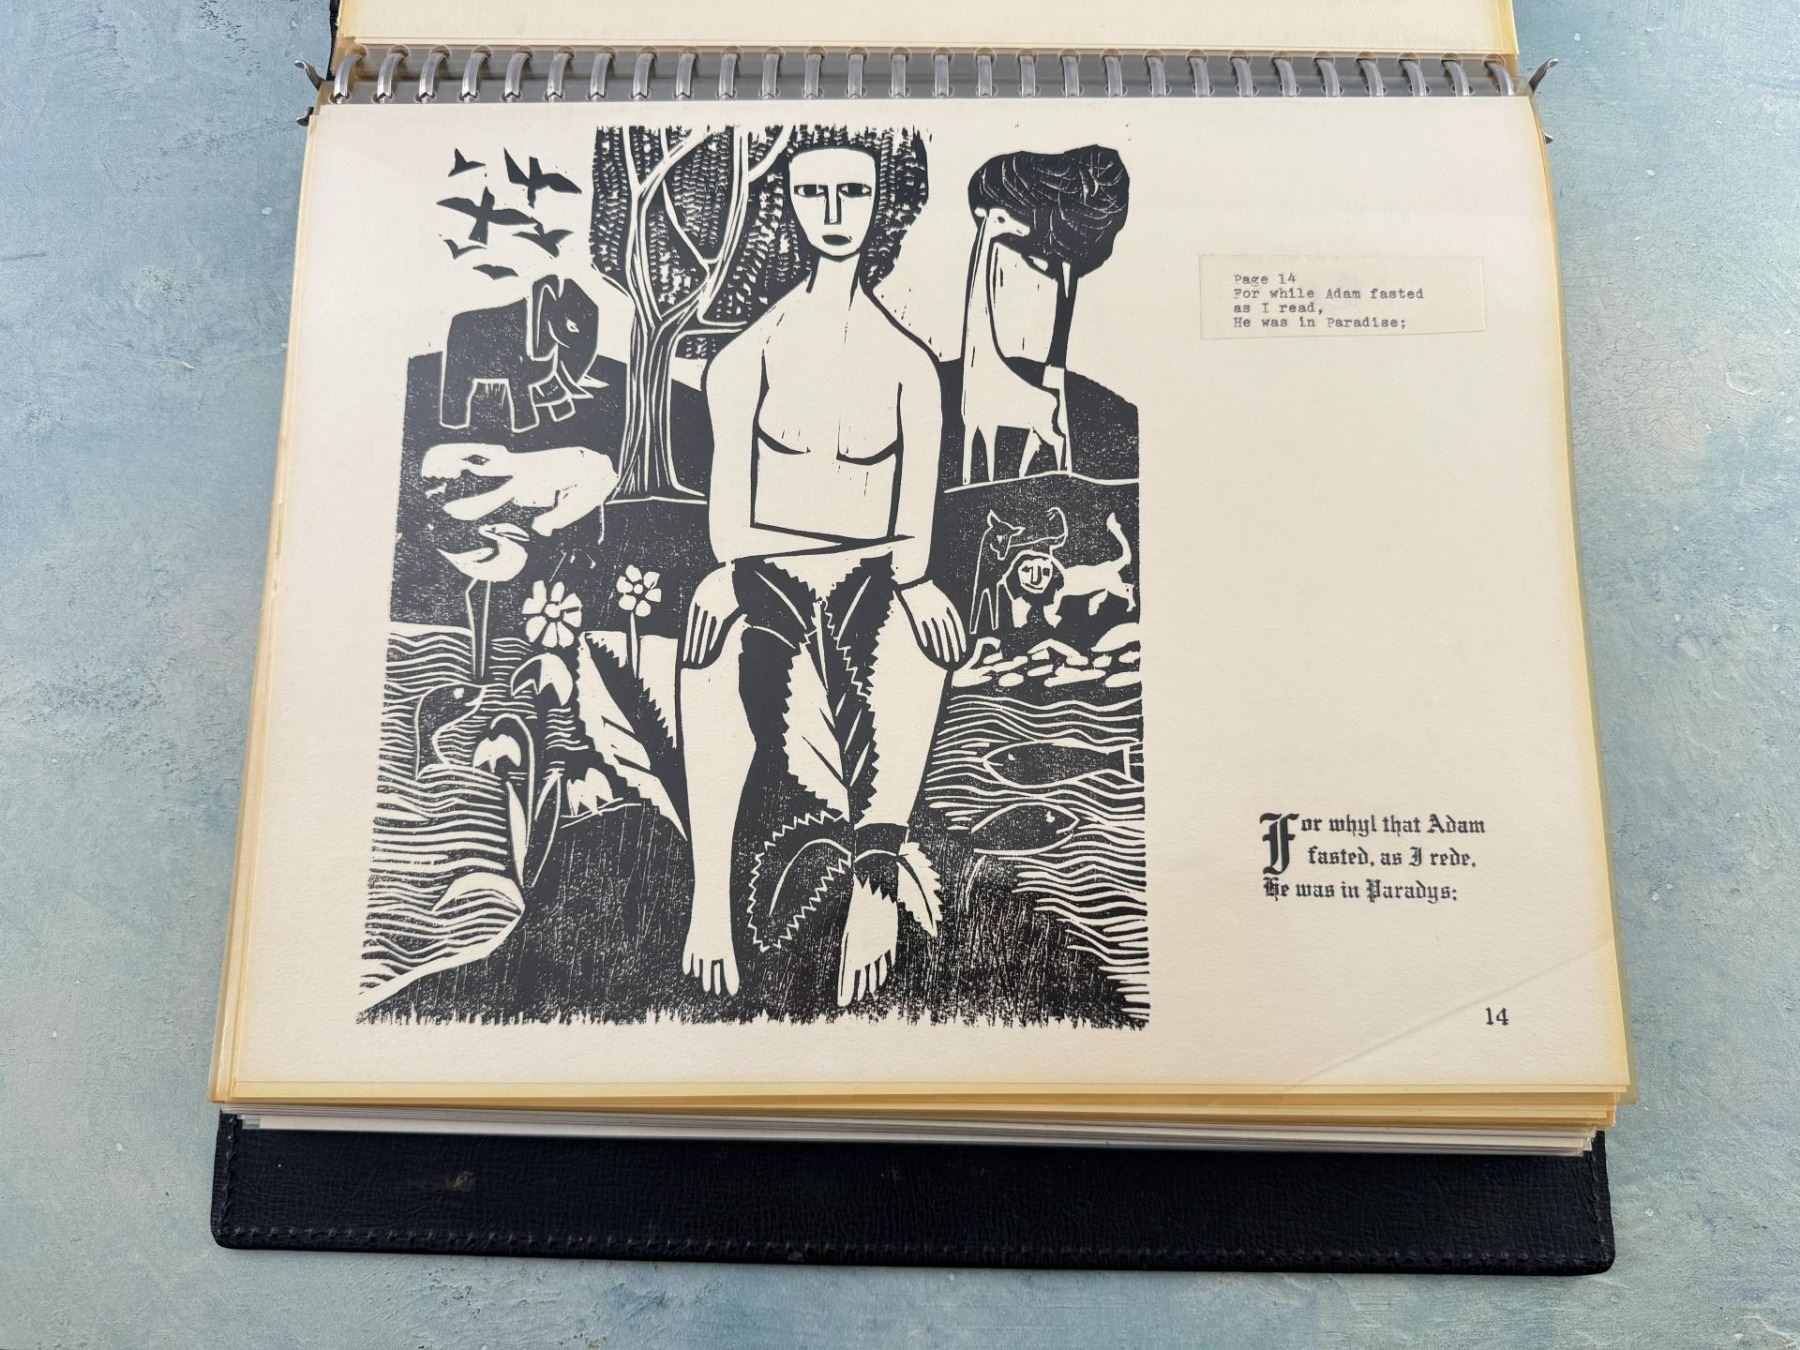 Page 14
For while Adam fasted
as I read,
He was in Paradise;
For whyl that Adam
fasted, as I rede,
He was in Paradys;
14